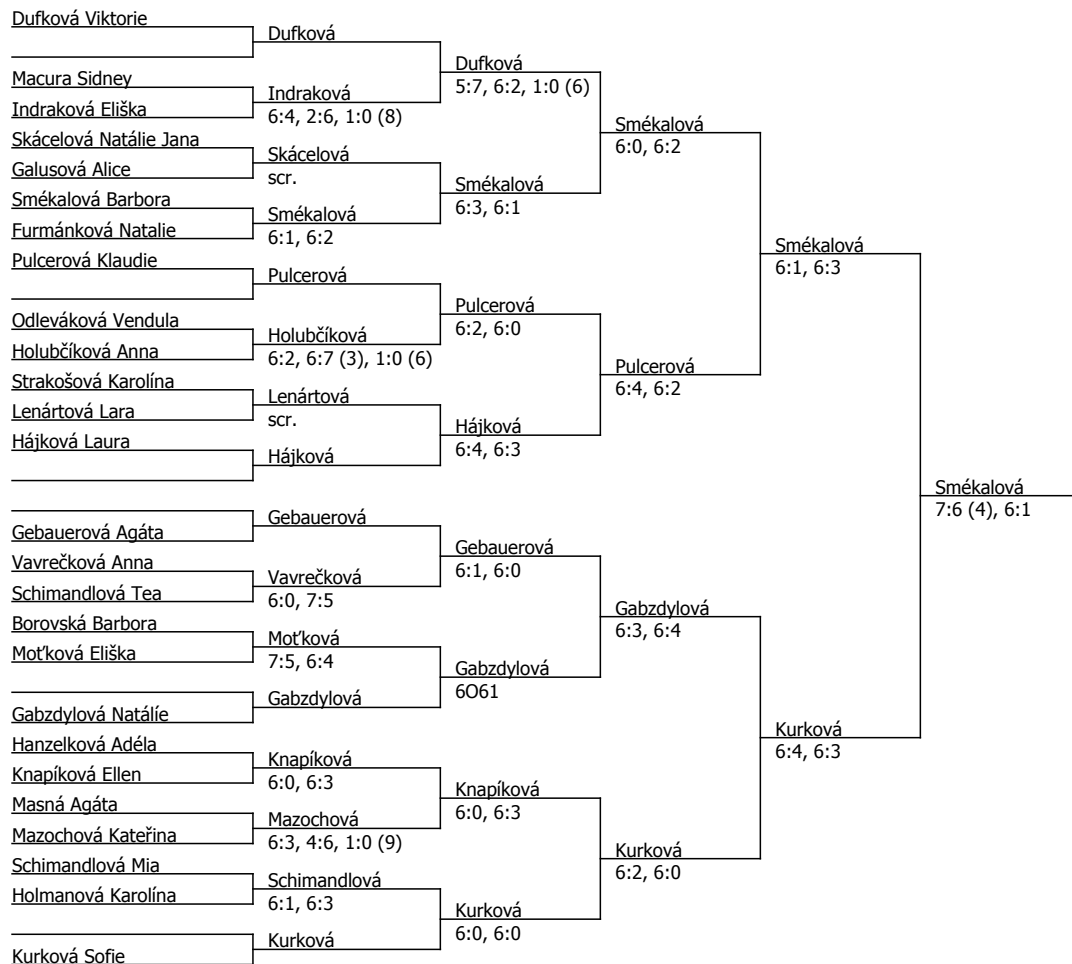 Dufková Viktorie
Macura Sidney
Indraková Eliška
Skácelová Natálie Jana
Galusová Alice
Smékalová Barbora
Furmánková Natalie
Pulcerová Klaudie
Odleváková Vendula
Holubčíková Anna
Strakošová Karolína
Lenártová Lara
Hájková Laura
Gebauerová Agáta
Vavrečková Anna
Schimandlová Tea
Borovská Barbora
Moťková Eliška
Gabzdylová Natálíe
Hanzelková Adéla
Knapíková Ellen
Masná Agáta
Mazochová Kateřina
Schimandlová Mia
Holmanová Karolína
Kurková Sofie
Dufková
Indraková
6:4, 2:6, 1:0 (8)
Skácelová
scr.
Smékalová
6:1, 6:2
Pulcerová
Holubčíková
6:2, 6:7 (3), 1:0 (6)
Lenártová
scr.
Hájková
Gebauerová
Vavrečková
6:0, 7:5
Moťková
7:5, 6:4
Gabzdylová
Knapíková
6:0, 6:3
Mazochová
6:3, 4:6, 1:0 (9)
Schimandlová
6:1, 6:3
Kurková
Dufková
5:7, 6:2, 1:0 (6)
Smékalová
6:3, 6:1
Pulcerová
6:2, 6:0
Hájková
6:4, 6:3
Gebauerová
6:1, 6:0
Gabzdylová
6O61
Knapíková
6:0, 6:3
Kurková
6:0, 6:0
Smékalová
6:0, 6:2
Pulcerová
6:4, 6:2
Gabzdylová
6:3, 6:4
Kurková
6:2, 6:0
Smékalová
6:1, 6:3
Kurková
6:4, 6:3
Smékalová
7:6 (4), 6:1